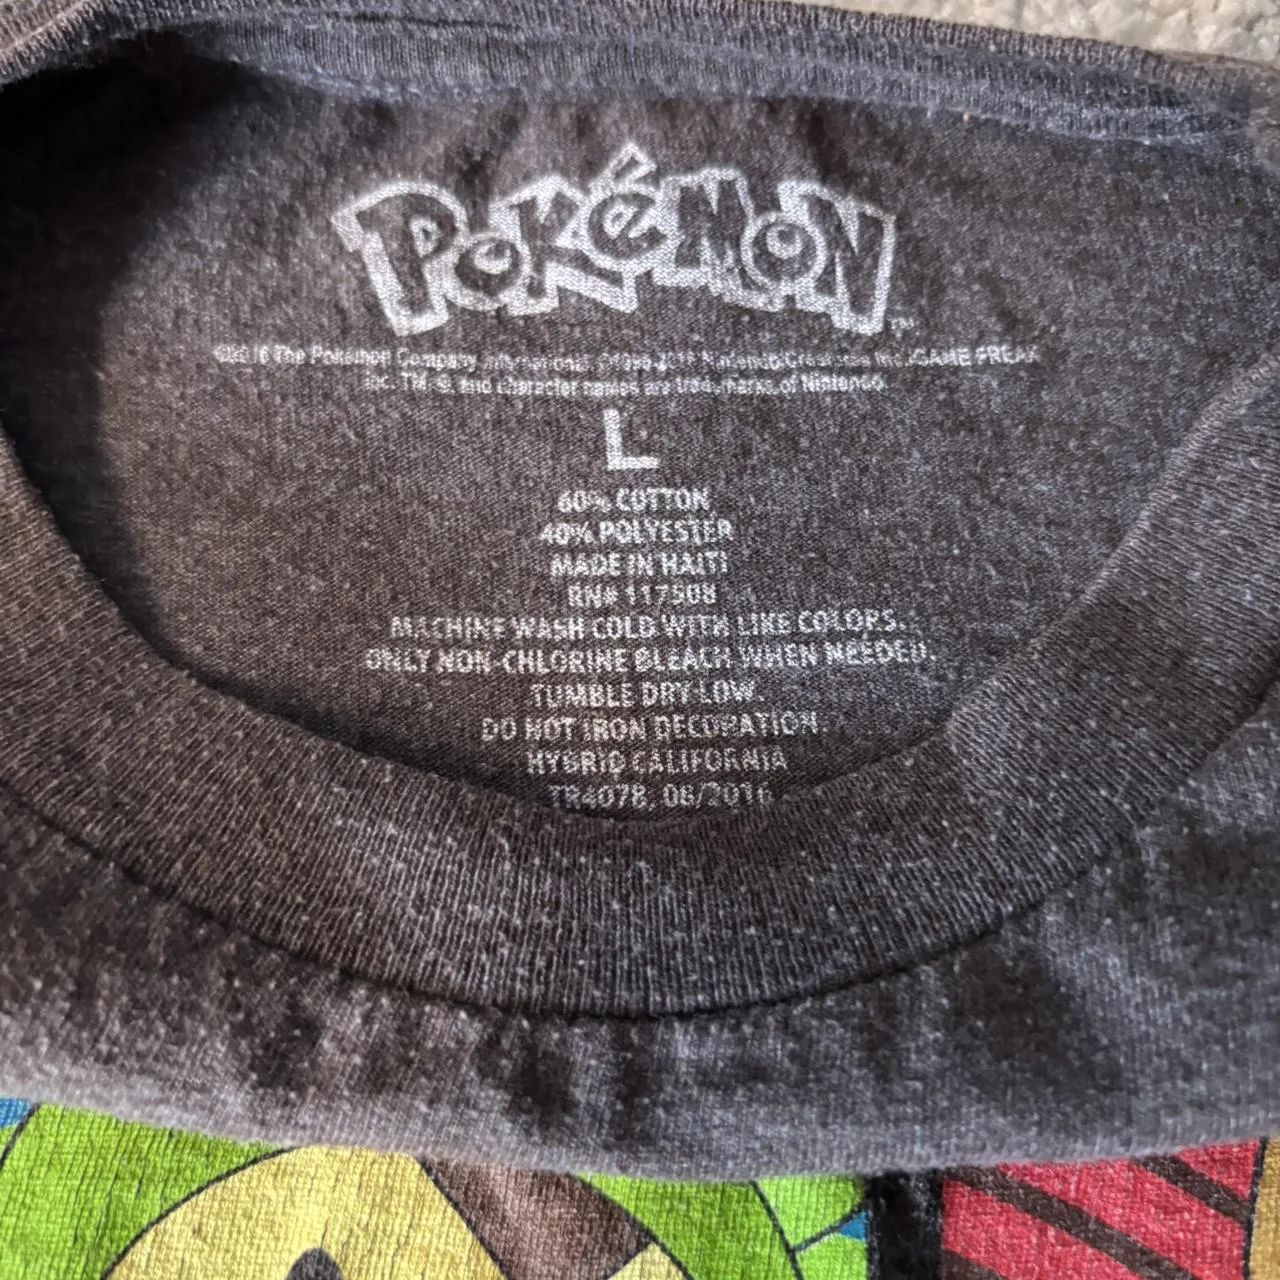 POKéMON™
©2016 The Pokémon Company International. ©1995-2016 Nintendo/Creatures Inc./GAME FREAK
inc. TM, ®, and character names are trademarks of Nintendo.
L
60% COTTON
40% POLYESTER
MADE IN HAITI
RN# 117508
MACHINE WASH COLD WITH LIKE COLORS.
ONLY NON-CHLORINE BLEACH WHEN NEEDED.
TUMBLE DRY LOW.
DO NOT IRON DECORATION
HYBRID CALIFORNIA
TR4078, 06/2016